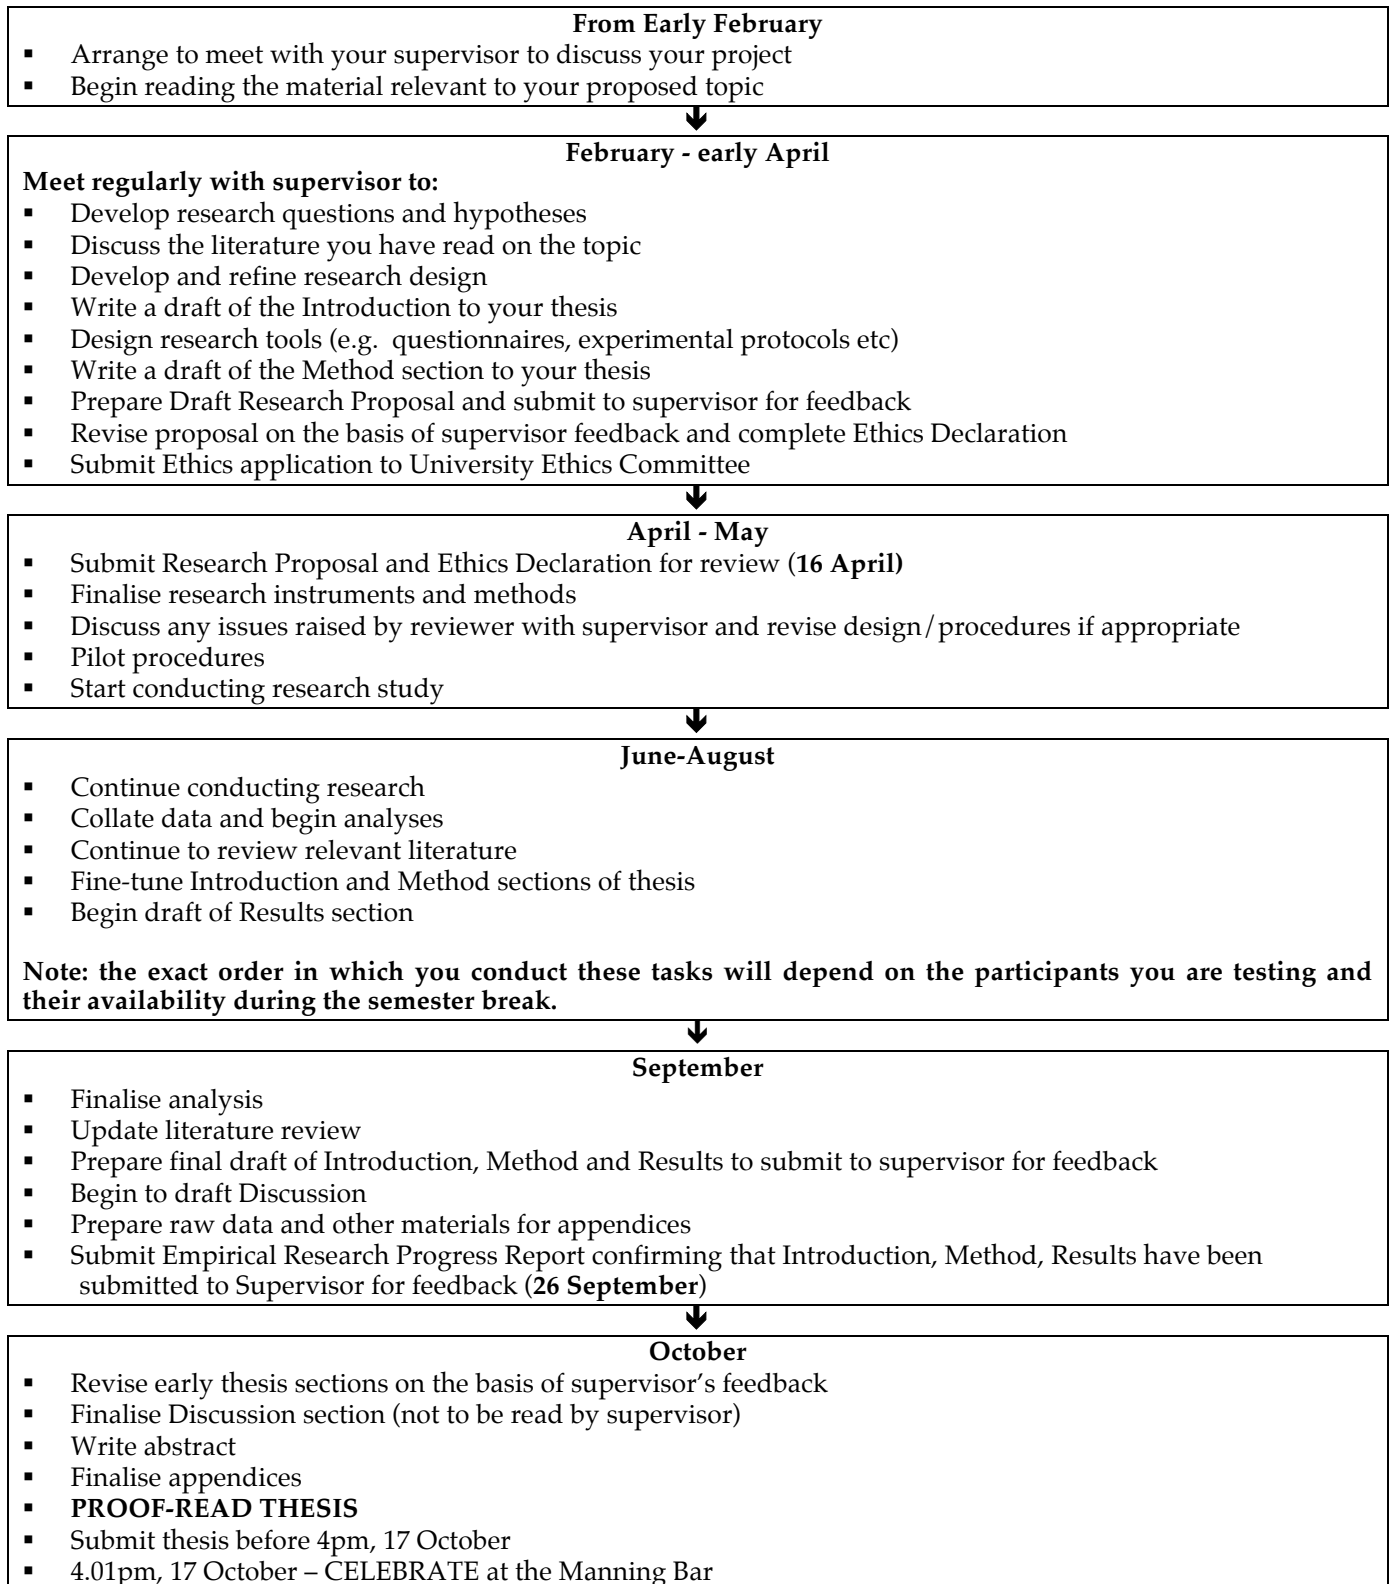 From Early February
▪ Arrange to meet with your supervisor to discuss your project
▪ Begin reading the material relevant to your proposed topic
February - early April
Meet regularly with supervisor to:
▪ Develop research questions and hypotheses
▪ Discuss the literature you have read on the topic
▪ Develop and refine research design
▪ Write a draft of the Introduction to your thesis
▪ Design research tools (e.g. questionnaires, experimental protocols etc)
▪ Write a draft of the Method section to your thesis
▪ Prepare Draft Research Proposal and submit to supervisor for feedback
▪ Revise proposal on the basis of supervisor feedback and complete Ethics Declaration
▪ Submit Ethics application to University Ethics Committee
April - May
▪ Submit Research Proposal and Ethics Declaration for review (16 April)
▪ Finalise research instruments and methods
▪ Discuss any issues raised by reviewer with supervisor and revise design/procedures if appropriate
▪ Pilot procedures
▪ Start conducting research study
June-August
▪ Continue conducting research
▪ Collate data and begin analyses
▪ Continue to review relevant literature
▪ Fine-tune Introduction and Method sections of thesis
▪ Begin draft of Results section
Note: the exact order in which you conduct these tasks will depend on the participants you are testing and
their availability during the semester break.
September
▪ Finalise analysis
▪ Update literature review
▪ Prepare final draft of Introduction, Method and Results to submit to supervisor for feedback
▪ Begin to draft Discussion
▪ Prepare raw data and other materials for appendices
▪ Submit Empirical Research Progress Report confirming that Introduction, Method, Results have been
submitted to Supervisor for feedback (26 September)
October
▪ Revise early thesis sections on the basis of supervisor's feedback
▪ Finalise Discussion section (not to be read by supervisor)
▪ Write abstract
▪ Finalise appendices
▪ PROOF-READ THESIS
▪ Submit thesis before 4pm, 17 October
▪ 4.01pm, 17 October – CELEBRATE at the Manning Bar